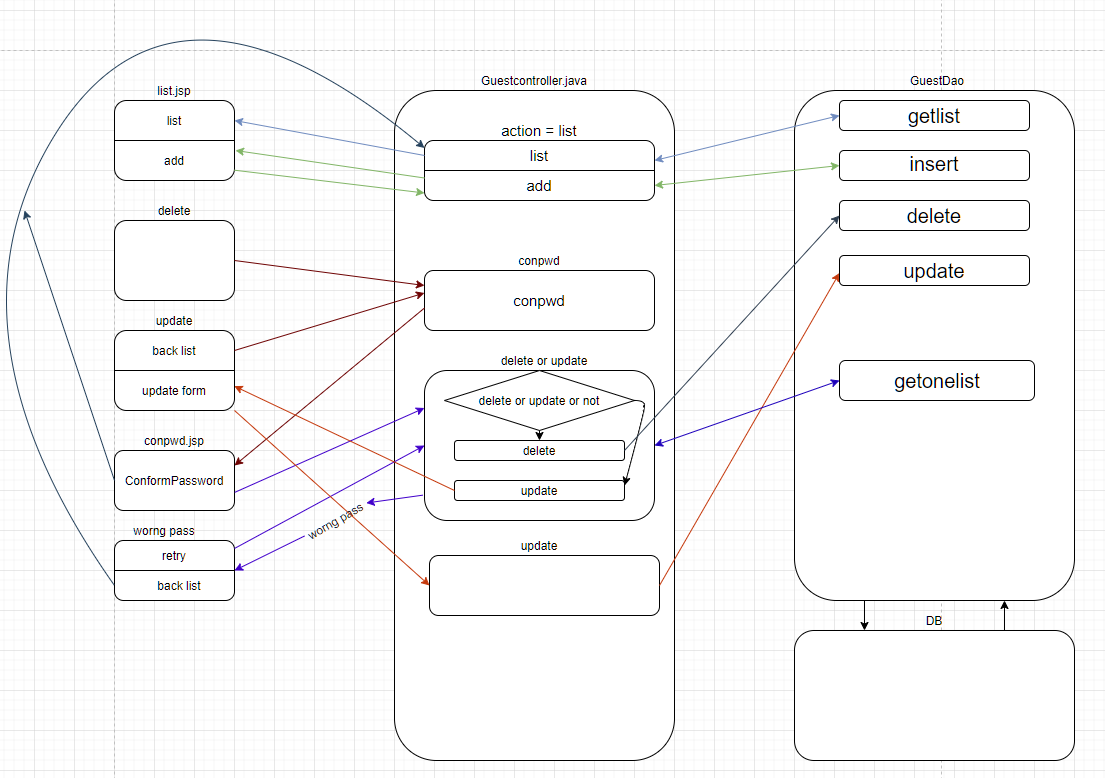 list.jsp
list
add
delete
update
back list
update form
conpwd.jsp
ConformPassword
worng pass
retry
back list
worng pass
Guestcontroller.java
action = list
list
add
conpwd
conpwd
delete or update
delete or update or not
delete
update
update
GuestDao
getlist
insert
delete
update
getonelist
DB